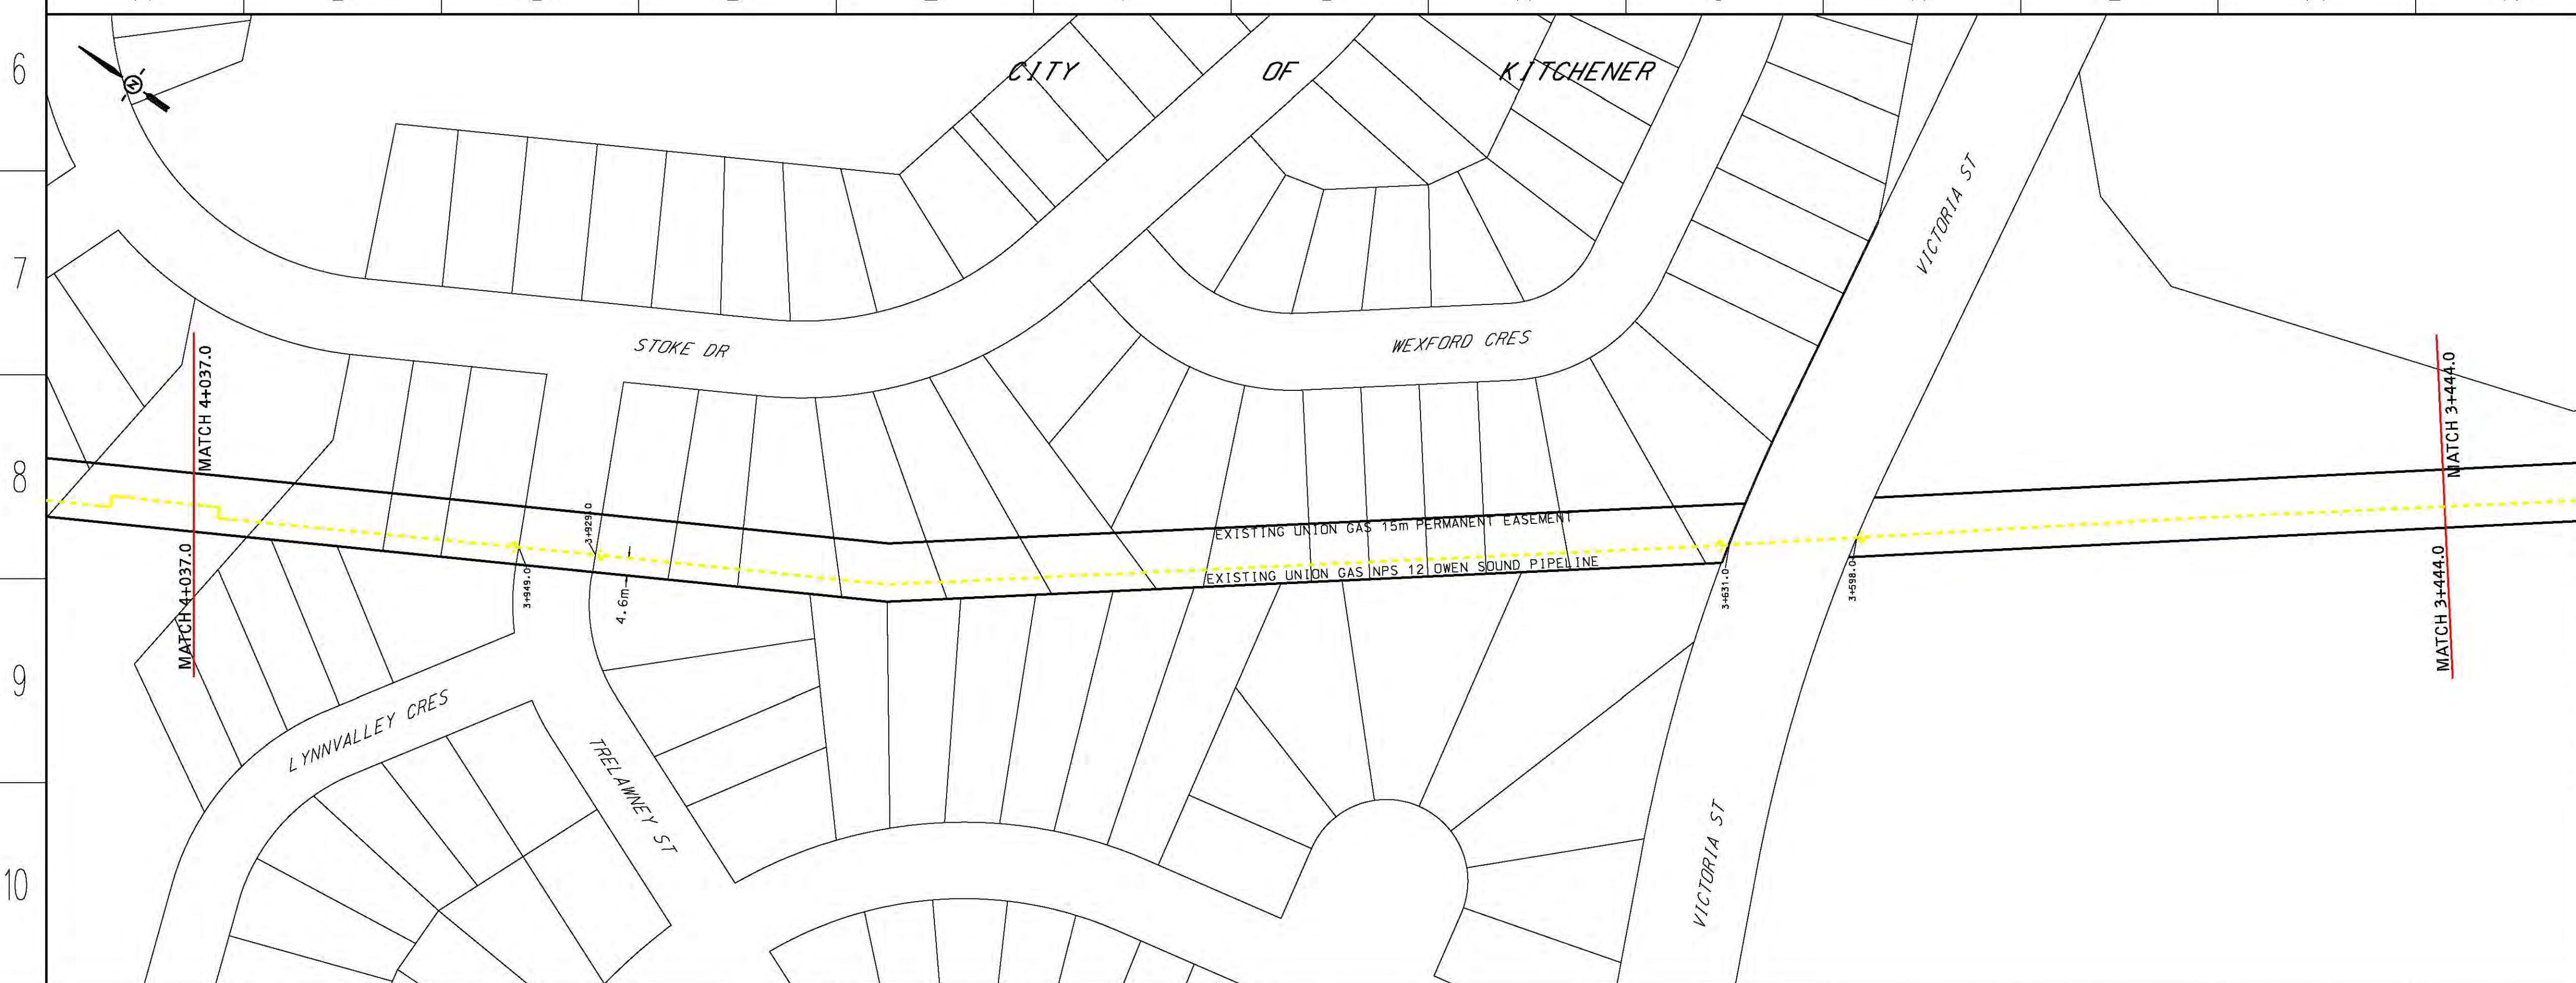 6
N
CITY OF KITCHENER
VICTORIA ST
7
STOKE DR
WEXFORD CRES
MATCH 4+037.0
MATCH 3+444.0
8
3+929.0
EXISTING UNION GAS 15m PERMANENT EASEMENT
EXISTING UNION GAS NPS 12 OWEN SOUND PIPELINE
3+949.0
4.6m
3+631.0
3+598.0
MATCH 4+037.0
MATCH 3+444.0
9
LYNNVALLEY CRES
TRELAWNEY ST
VICTORIA ST
10